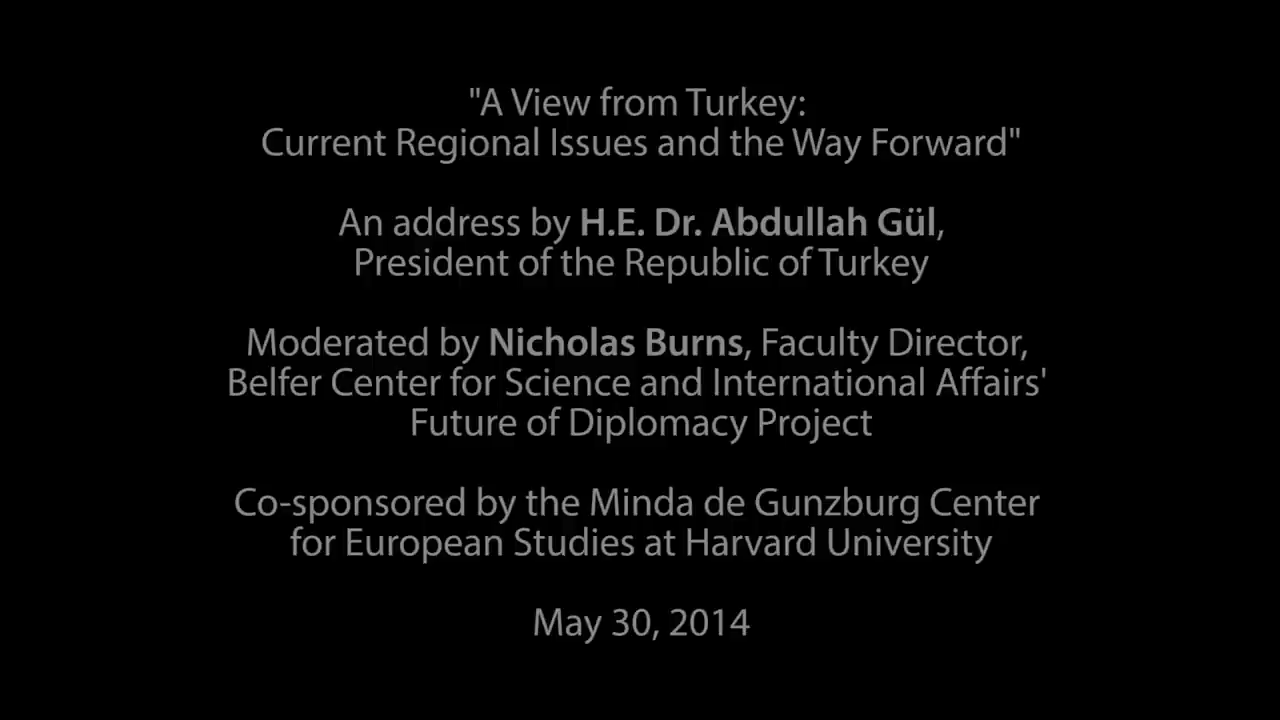 "A View from Turkey:
Current Regional Issues and the Way Forward"
An address by H.E. Dr. Abdullah Gül,
President of the Republic of Turkey
Moderated by Nicholas Burns, Faculty Director,
Belfer Center for Science and International Affairs'
Future of Diplomacy Project
Co-sponsored by the Minda de Gunzburg Center
for European Studies at Harvard University
May 30, 2014